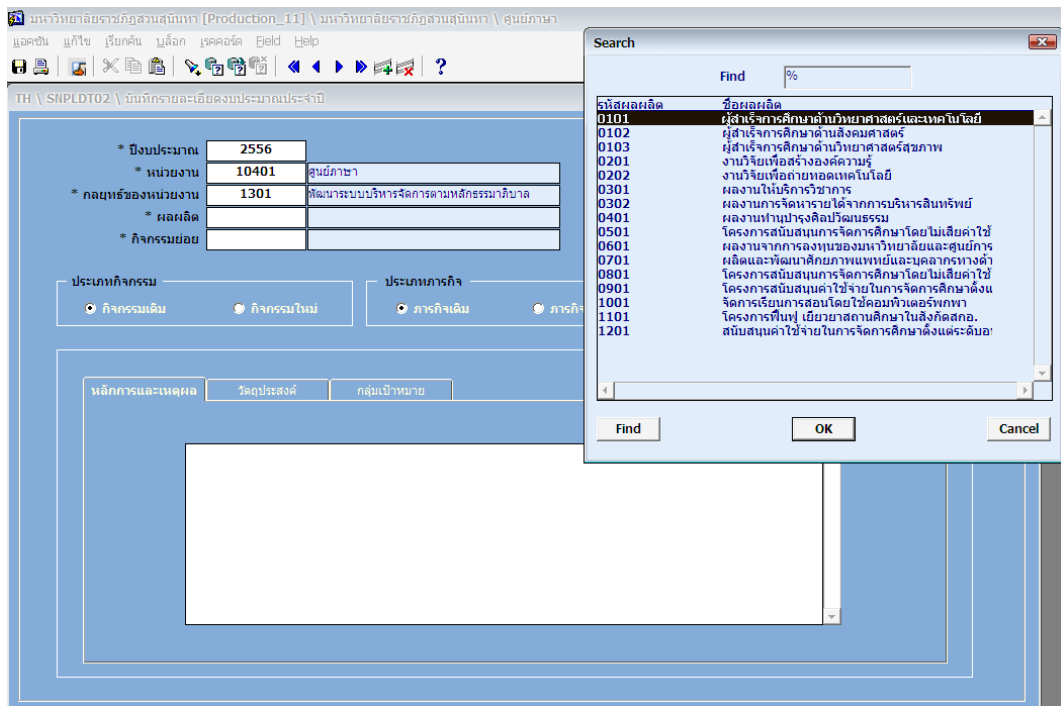 มหาวิทยาลัยราชภัฏสวนสุนันทา [Production_11] \ มหาวิทยาลัยราชภัฏสวนสุนันทา \ ศูนย์ภาษา
แอคชัน แก้ไข เรียกค้น บล็อก เรคคอร์ด Field Help
TH \ SNPLDT02 \ บันทึกรายละเอียดงบประมาณประจำปี
* ปีงบประมาณ 2556
* หน่วยงาน 10401 ศูนย์ภาษา
* กลยุทธ์ของหน่วยงาน 1301 พัฒนาระบบบริหารจัดการตามหลักธรรมาภิบาล
* ผลผลิต
* กิจกรรมย่อย
ประเภทกิจกรรม
กิจกรรมเดิม กิจกรรมใหม่
ประเภทภารกิจ
ภารกิจเดิม ภารกิจ
หลักการและเหตุผล วัตถุประสงค์ กลุ่มเป้าหมาย
Search
Find %
รหัสผลผลิต ชื่อผลผลิต
0101 ผู้สำเร็จการศึกษาด้านวิทยาศาสตร์และเทคโนโลยี
0102 ผู้สำเร็จการศึกษาด้านสังคมศาสตร์
0103 ผู้สำเร็จการศึกษาด้านวิทยาศาสตร์สุขภาพ
0201 งานวิจัยเพื่อสร้างองค์ความรู้
0202 งานวิจัยเพื่อถ่ายทอดเทคโนโลยี
0301 ผลงานให้บริการวิชาการ
0302 ผลงานการจัดหารายได้จากการบริหารสินทรัพย์
0401 ผลงานทำนุบำรุงศิลปวัฒนธรรม
0501 โครงการสนับสนุนการจัดการศึกษาโดยไม่เสียค่าใช้
0601 ผลงานจากการลงทุนของมหาวิทยาลัยและศูนย์การ
0701 ผลิตและพัฒนาศักยภาพแพทย์และบุคลากรทางด้า
0801 โครงการสนับสนุนการจัดการศึกษาโดยไม่เสียค่าใช้
0901 โครงการสนับสนุนค่าใช้จ่ายในการจัดการศึกษาตั้งแ
1001 จัดการเรียนการสอนโดยใช้คอมพิวเตอร์พกพา
1101 โครงการฟื้นฟู เยียวยาสถานศึกษาในสังกัดสกอ.
1201 สนับสนุนค่าใช้จ่ายในการจัดการศึกษาตั้งแต่ระดับอ
Find OK Cancel